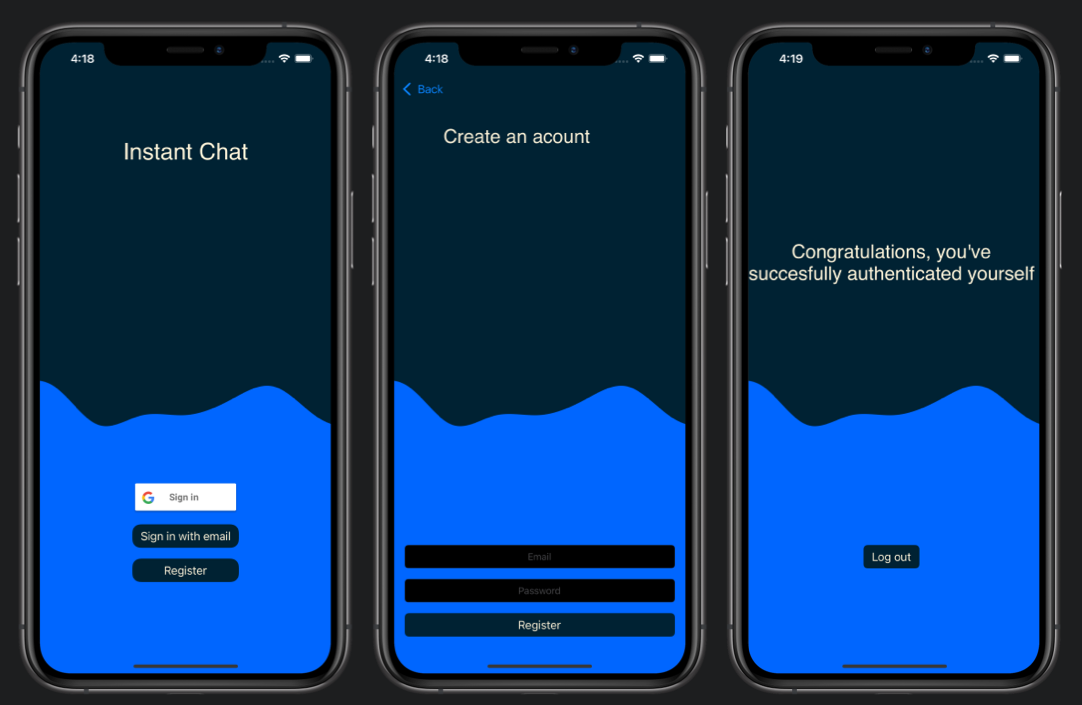 4:18
Instant Chat
Sign in
Sign in with email
Register
4:18
Back
Create an acount
Email
Password
Register
4:19
Congratulations, you've
succesfully authenticated yourself
Log out